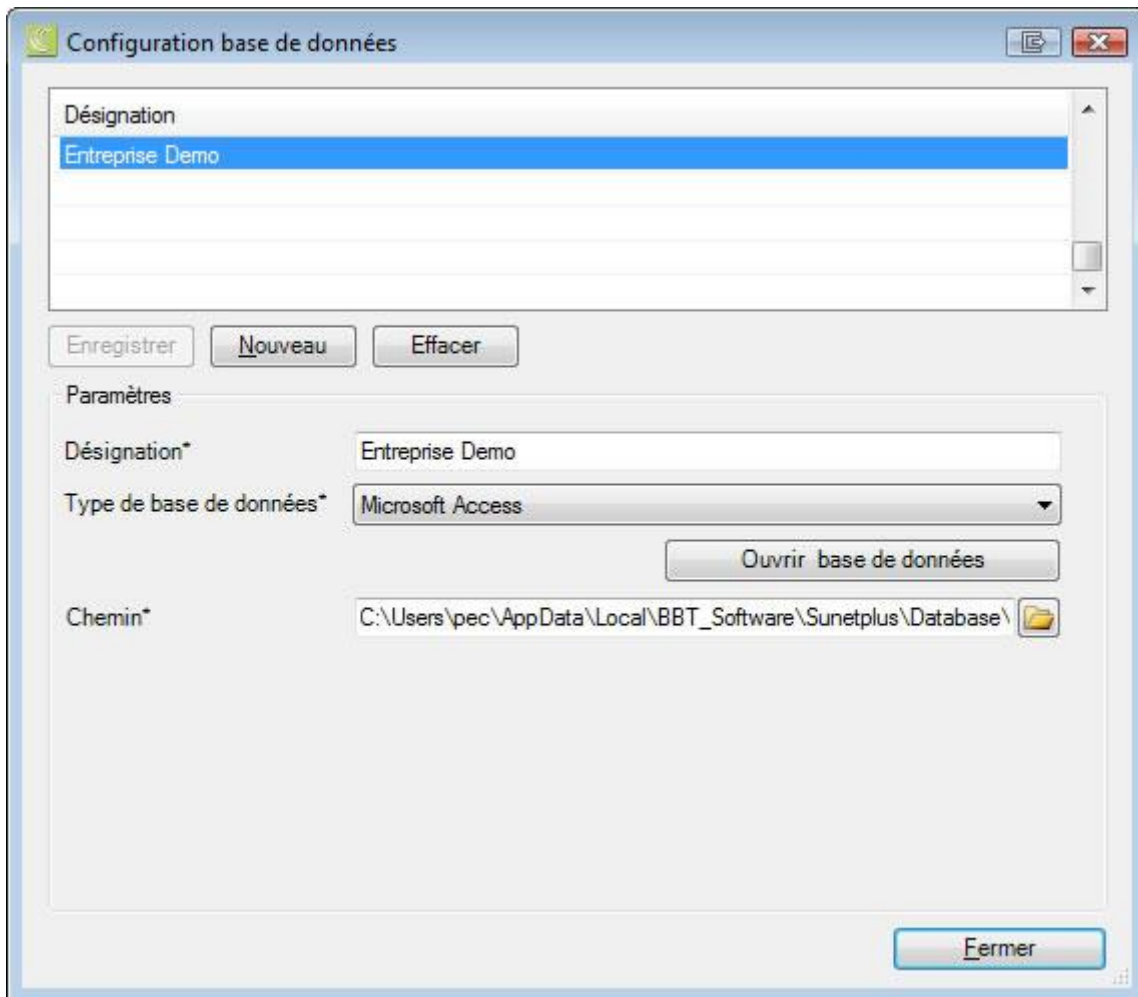 Configuration base de données
Désignation
Entreprise Demo
Enregistrer Nouveau Effacer
Paramètres
Désignation* Entreprise Demo
Type de base de données* Microsoft Access
Ouvrir base de données
Chemin* C:\Users\pec\AppData\Local\BBT_Software\Sunetplus\Database\
Fermer